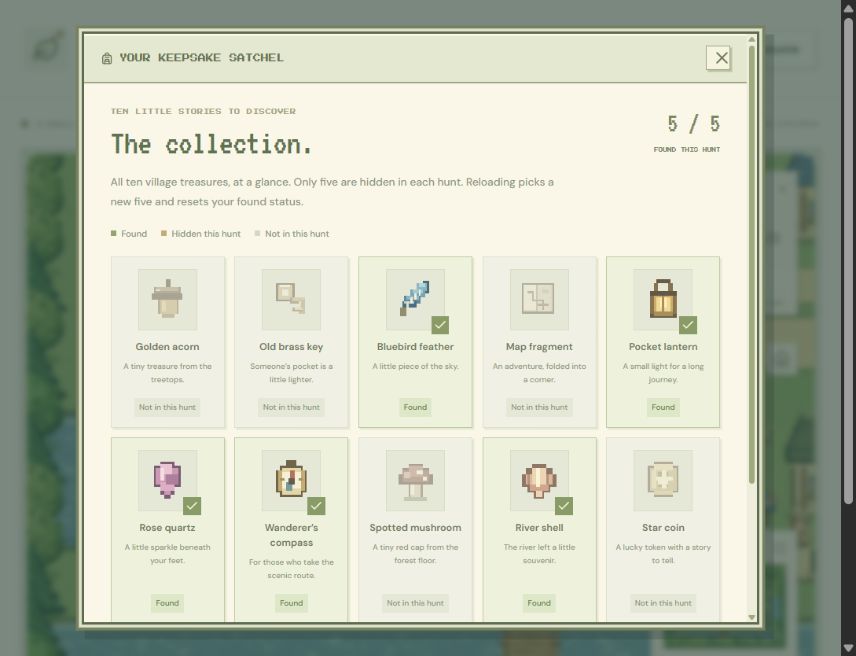 YOUR KEEPSAKE SATCHEL
TEN LITTLE STORIES TO DISCOVER
The collection.
5 / 5
FOUND THIS HUNT
All ten village treasures, at a glance. Only five are hidden in each hunt. Reloading picks a
new five and resets your found status.
Found
Hidden this hunt
Not in this hunt
Golden acorn
A tiny treasure from the
treetops.
Not in this hunt
Old brass key
Someone's pocket is a
little lighter.
Not in this hunt
Bluebird feather
A little piece of the sky.
Found
Map fragment
An adventure, folded into
a corner.
Not in this hunt
Pocket lantern
A small light for a long
journey.
Found
Rose quartz
A little sparkle beneath
your feet.
Found
Wanderer's
compass
For those who take the
scenic route.
Found
Spotted mushroom
A tiny red cap from the
forest floor.
Not in this hunt
River shell
The river left a little
souvenir.
Found
Star coin
A lucky token with a story
to tell.
Not in this hunt